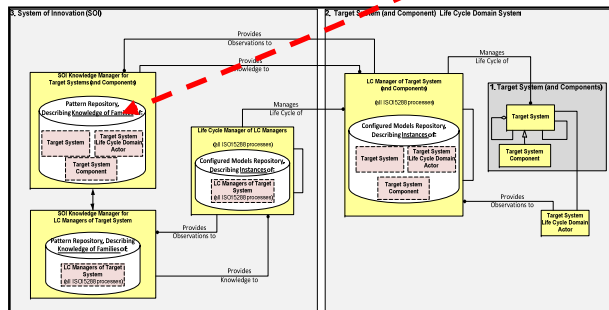 3. System of Innovation (SOI)
2. Target System (and Component) Life Cycle Domain System
Provides
Observations to
Provides
Knowledge to
SOI Knowledge Manager for
Target Systems (and Components)
Pattern Repository,
Describing Knowledge of Families of:
Target System
Target System
Life Cycle Domain
Actor
Target System
Component
Manages
Life Cycle of
Life Cycle Manager of LC Managers
(all ISO15288 processes)
Configured Models Repository,
Describing Instances of:
LC Managers of Target
System
(all ISO15288 processes)
SOI Knowledge Manager for
LC Managers of Target System
Pattern Repository, Describing
Knowledge of Families of:
LC Managers of Target
System
(all ISO15288 processes)
Provides
Observations to
Provides
Knowledge to
LC Manager of Target System
(and Components)
(all ISO15288 processes)
Configured Models Repository,
Describing Instances of:
Target System
Target System
Life Cycle Domain
Actor
Target System
Component
Manages
Life Cycle of
1. Target System (and Components)
Target System
Target System
Component
Provides
Observations to
Target System
Life Cycle Domain
Actor